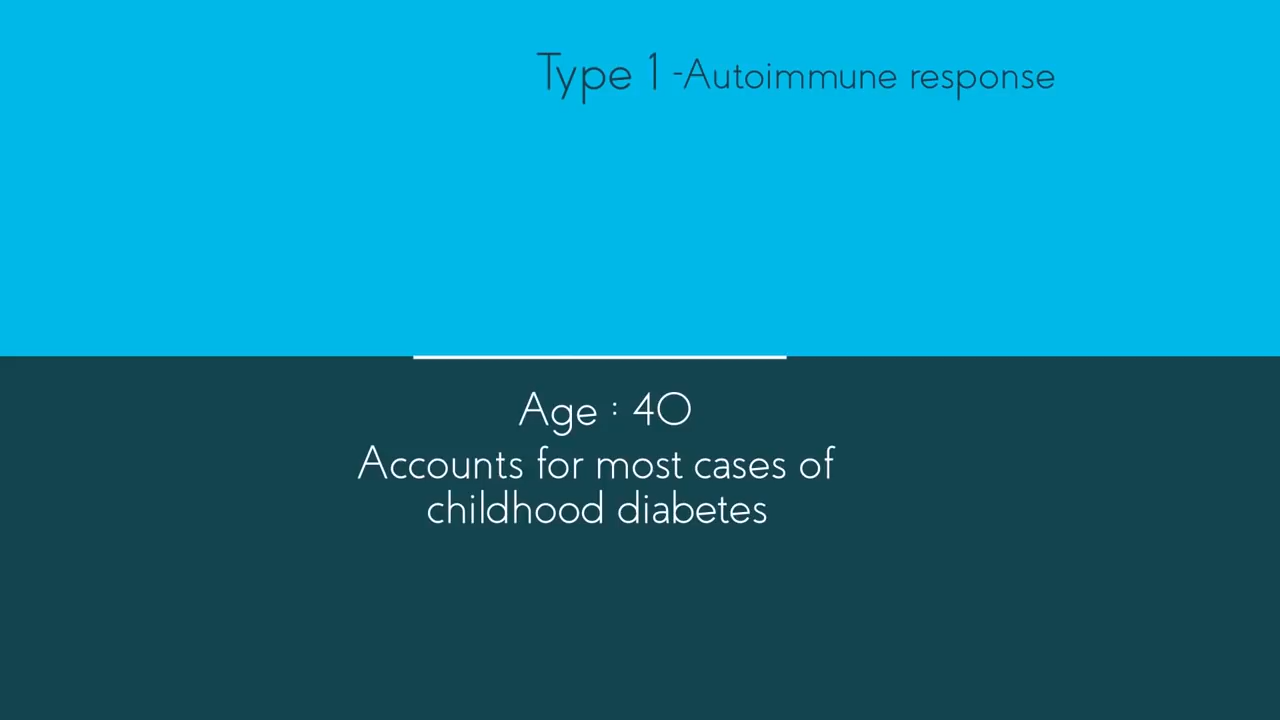 Type 1 -Autoimmune response
Age : 40
Accounts for most cases of
childhood diabetes